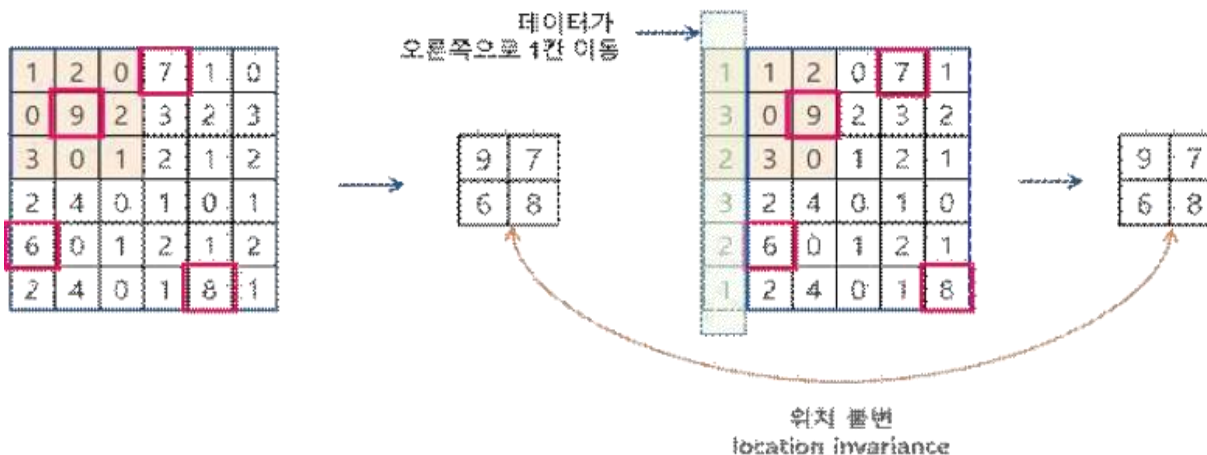 데이터가
오른쪽으로 1칸 이동
1 2 0 7 1 0
0 9 2 3 2 3
3 0 1 2 1 2
2 4 0 1 0 1
6 0 1 2 1 2
2 4 0 1 8 1
9 7
6 8
1 1 2 0 7 1
3 0 9 2 3 2
2 3 0 1 2 1
3 2 4 0 1 0
2 6 0 1 2 1
1 2 4 0 1 8
9 7
6 8
위치 불변
location invariance